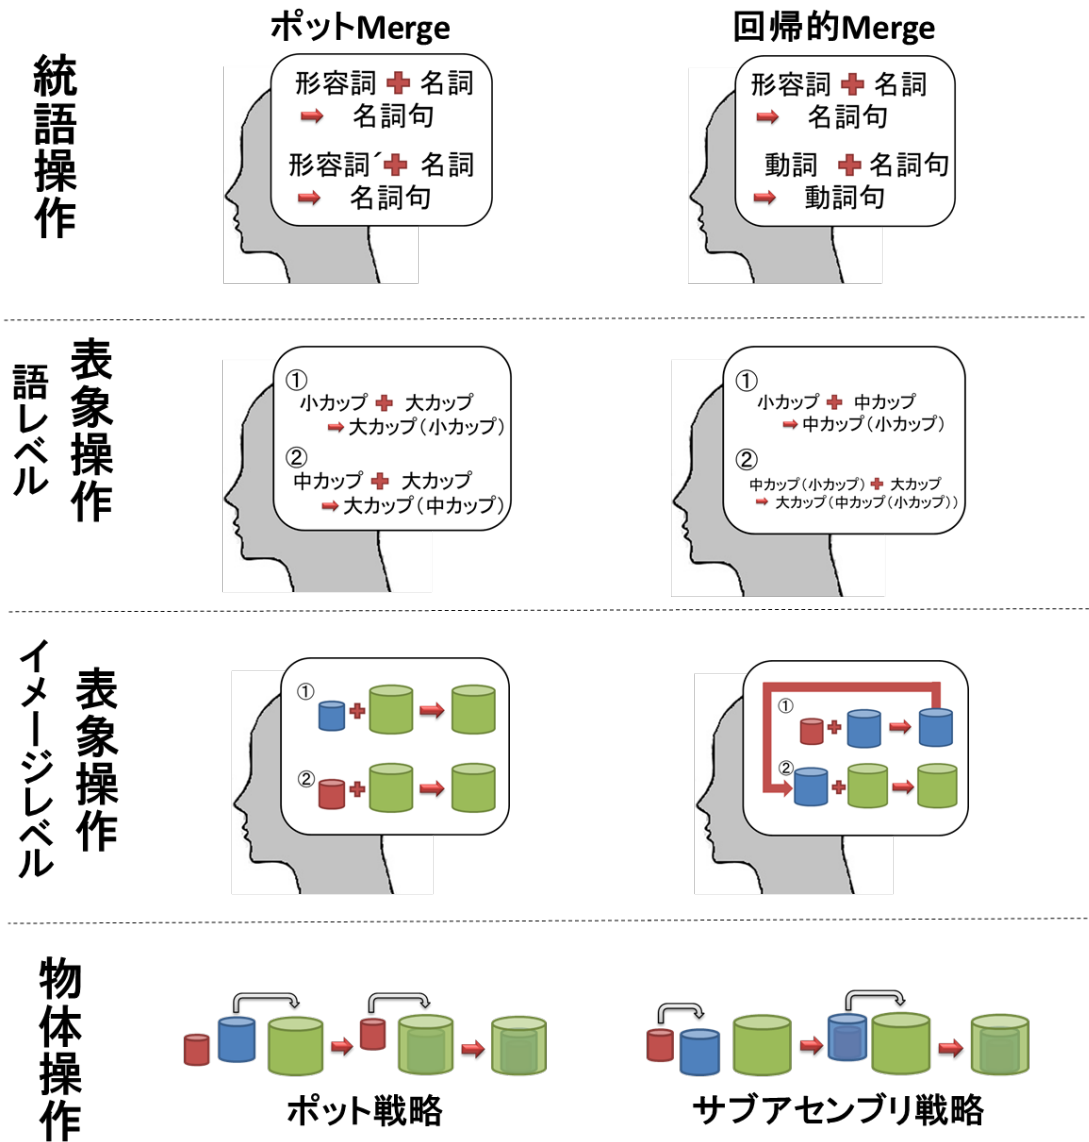 ポットMerge
回帰的Merge
統語操作
形容詞 + 名詞
➡ 名詞句
形容詞´+ 名詞
➡ 名詞句
形容詞 + 名詞
➡ 名詞句
動詞 + 名詞句
➡ 動詞句
表象操作
語レベル
①
小カップ + 大カップ
➡ 大カップ(小カップ)
②
中カップ + 大カップ
➡ 大カップ(中カップ)
①
小カップ + 中カップ
➡ 中カップ(小カップ)
②
中カップ(小カップ) + 大カップ
➡ 大カップ(中カップ(小カップ))
表象操作
イメージレベル
①
②
①
②
物体操作
ポット戦略
サブアセンブリ戦略